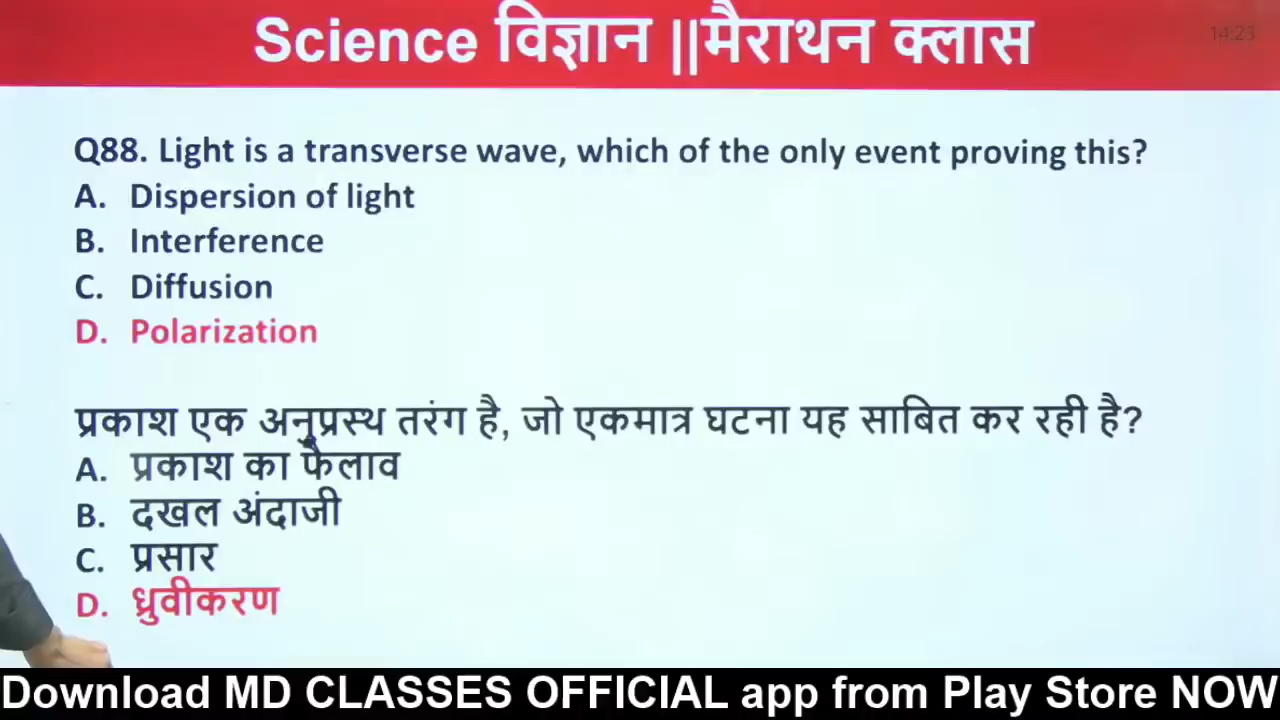 Science विज्ञान ||मैराथन क्लास
14:23
Q88. Light is a transverse wave, which of the only event proving this?
A. Dispersion of light
B. Interference
C. Diffusion
D. Polarization
प्रकाश एक अनुप्रस्थ तरंग है, जो एकमात्र घटना यह साबित कर रही है?
A. प्रकाश का फैलाव
B. दखल अंदाजी
C. प्रसार
D. ध्रुवीकरण
Download MD CLASSES OFFICIAL app from Play Store NOW